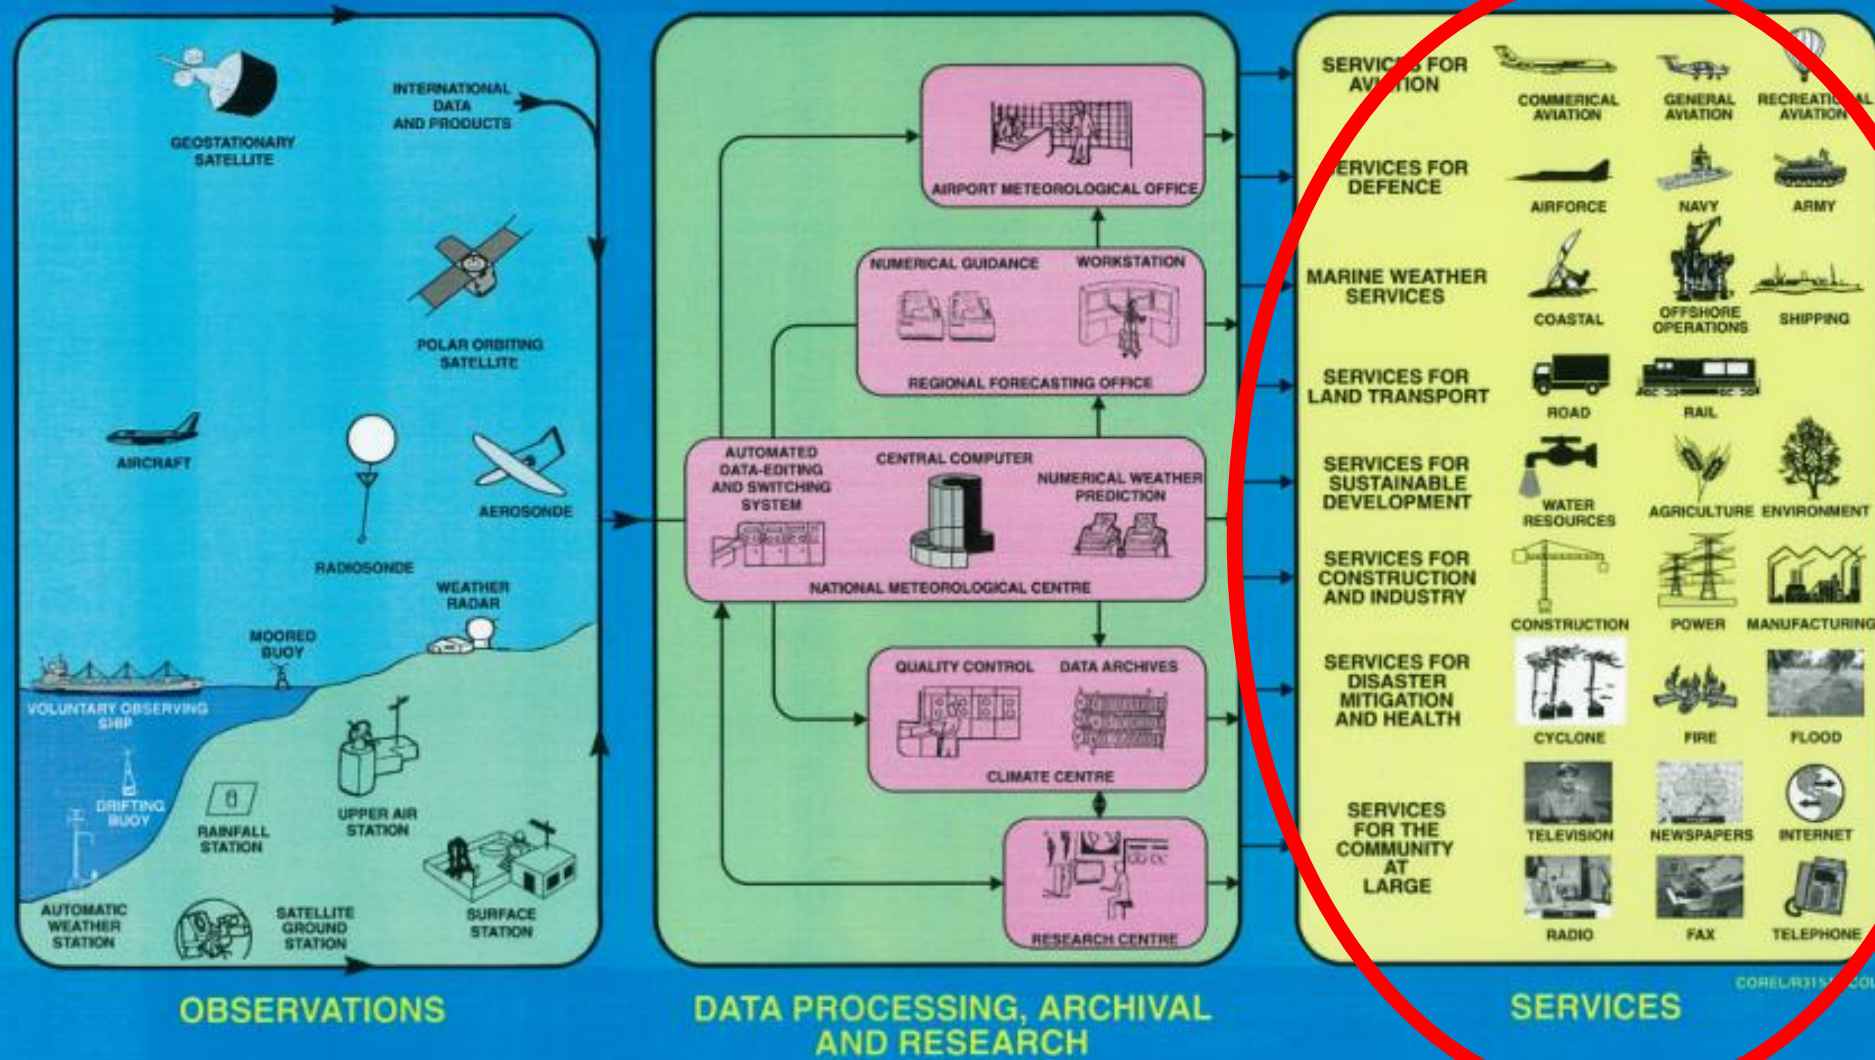 GEOSTATIONARY
SATELLITE
INTERNATIONAL
DATA
AND PRODUCTS
POLAR ORBITING
SATELLITE
AIRCRAFT
RADIOSONDE
AEROSONDE
WEATHER
RADAR
MOORED
BUOY
VOLUNTARY OBSERVING
SHIP
DRIFTING
BUOY
RAINFALL
STATION
UPPER AIR
STATION
AUTOMATIC
WEATHER
STATION
SATELLITE
GROUND
STATION
SURFACE
STATION
OBSERVATIONS
AIRPORT METEOROLOGICAL OFFICE
NUMERICAL GUIDANCE
WORKSTATION
REGIONAL FORECASTING OFFICE
AUTOMATED
DATA-EDITING
AND SWITCHING
SYSTEM
CENTRAL COMPUTER
NUMERICAL WEATHER
PREDICTION
NATIONAL METEOROLOGICAL CENTRE
QUALITY CONTROL
DATA ARCHIVES
CLIMATE CENTRE
RESEARCH CENTRE
DATA PROCESSING, ARCHIVAL
AND RESEARCH
SERVICES FOR
AVIATION
COMMERICAL
AVIATION
GENERAL
AVIATION
RECREATIONAL
AVIATION
SERVICES FOR
DEFENCE
AIRFORCE
NAVY
ARMY
MARINE WEATHER
SERVICES
COASTAL
OFFSHORE
OPERATIONS
SHIPPING
SERVICES FOR
LAND TRANSPORT
ROAD
RAIL
SERVICES FOR
SUSTAINABLE
DEVELOPMENT
WATER
RESOURCES
AGRICULTURE
ENVIRONMENT
SERVICES FOR
CONSTRUCTION
AND INDUSTRY
CONSTRUCTION
POWER
MANUFACTURING
SERVICES FOR
DISASTER
MITIGATION
AND HEALTH
CYCLONE
FIRE
FLOOD
SERVICES
FOR THE
COMMUNITY
AT
LARGE
TELEVISION
NEWSPAPERS
INTERNET
RADIO
FAX
TELEPHONE
SERVICES